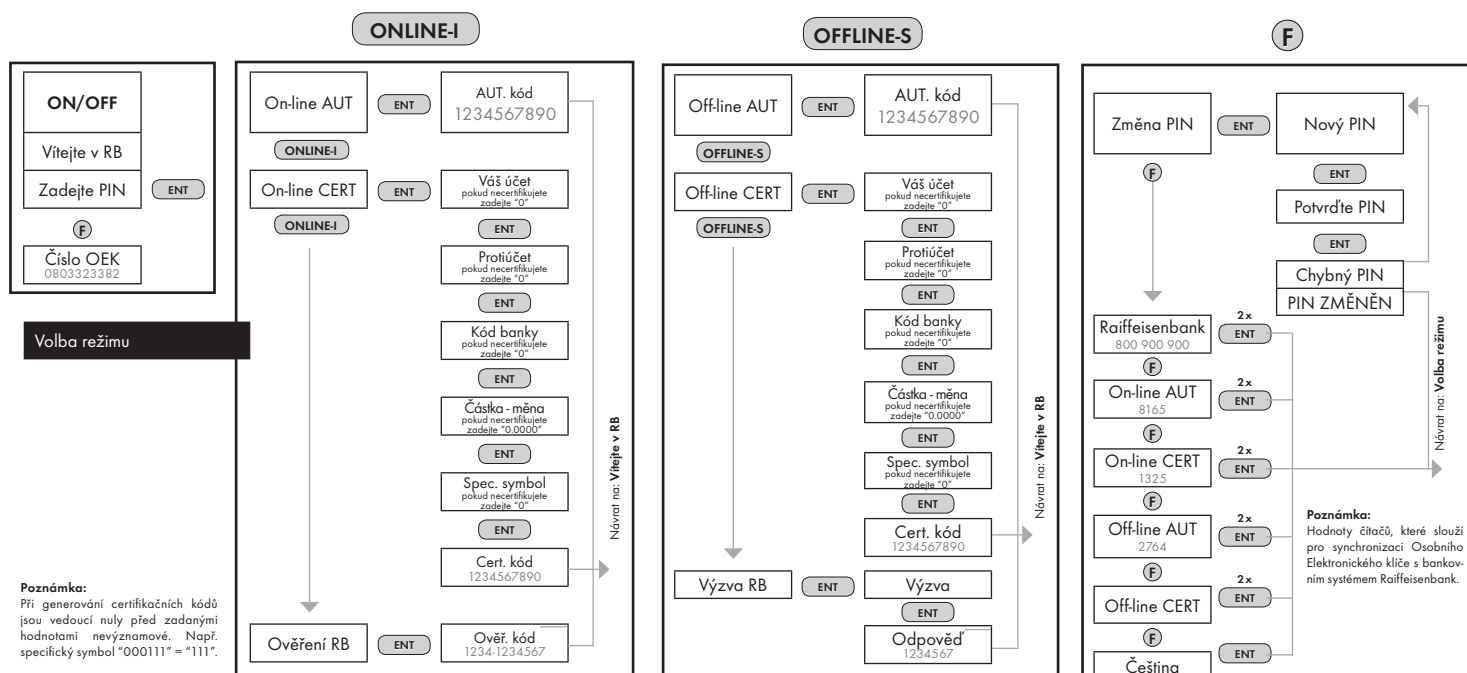 ONLINE-I
OFFLINE-S
F
ON/OFF
Vítejte v RB
Zadejte PIN
ENT
F
Číslo OEK
0803323382
Volba režimu
Poznámka:
Při generování certifikačních kódů
jsou vedoucí nuly před zadanými
hodnotami nevýznamové. Např.
specifický symbol "000111" = "111".
On-line AUT
ENT
AUT. kód
1234567890
ONLINE-I
On-line CERT
ENT
Váš účet
pokud necertifikujete
zadejte "0"
ONLINE-I
ENT
Protiúčet
pokud necertifikujete
zadejte "0"
ENT
Kód banky
pokud necertifikujete
zadejte "0"
ENT
Částka - měna
pokud necertifikujete
zadejte "0.0000"
ENT
Spec. symbol
pokud necertifikujete
zadejte "0"
ENT
Cert. kód
1234567890
Ověření RB
ENT
Ověř. kód
1234-1234567
Návrat na: Vítejte v RB
Off-line AUT
ENT
AUT. kód
1234567890
OFFLINE-S
Off-line CERT
ENT
Váš účet
pokud necertifikujete
zadejte "0"
OFFLINE-S
ENT
Protiúčet
pokud necertifikujete
zadejte "0"
ENT
Kód banky
pokud necertifikujete
zadejte "0"
ENT
Částka - měna
pokud necertifikujete
zadejte "0.0000"
ENT
Spec. symbol
pokud necertifikujete
zadejte "0"
ENT
Cert. kód
1234567890
Výzva RB
ENT
Výzva
ENT
Odpověď
1234567
Návrat na: Vítejte v RB
Změna PIN
ENT
Nový PIN
F
ENT
Potvrďte PIN
ENT
Chybný PIN
PIN ZMĚNĚN
Raiffeisenbank
800 900 900
2x
ENT
F
On-line AUT
8165
2x
ENT
F
On-line CERT
1325
2x
ENT
F
Off-line AUT
2764
2x
ENT
F
Off-line CERT
2x
ENT
F
Čeština
ENT
Návrat na: Volba režimu
Poznámka:
Hodnoty čítačů, které slouží
pro synchronizaci Osobního
Elektronického klíče s bankov-
ním systémem Raiffeisenbank.